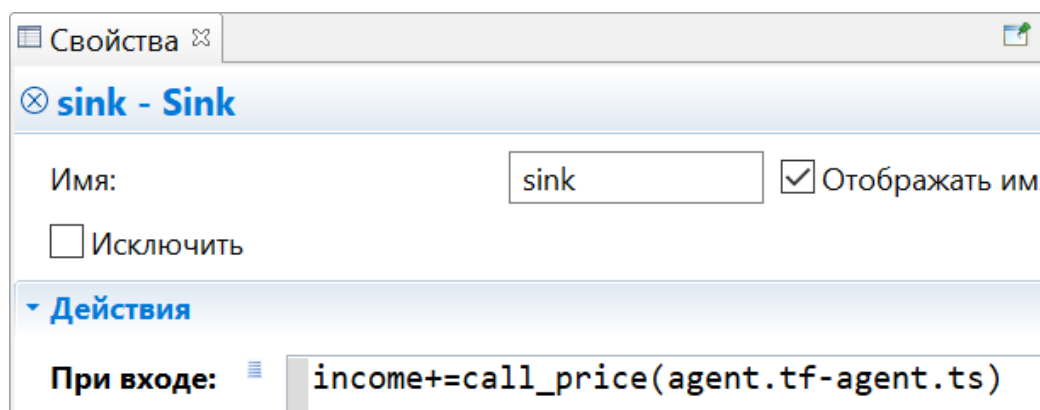 Свойства
sink - Sink
Имя: sink Отображать им
Исключить
Действия
При входе: income+=call_price(agent.tf-agent.ts)